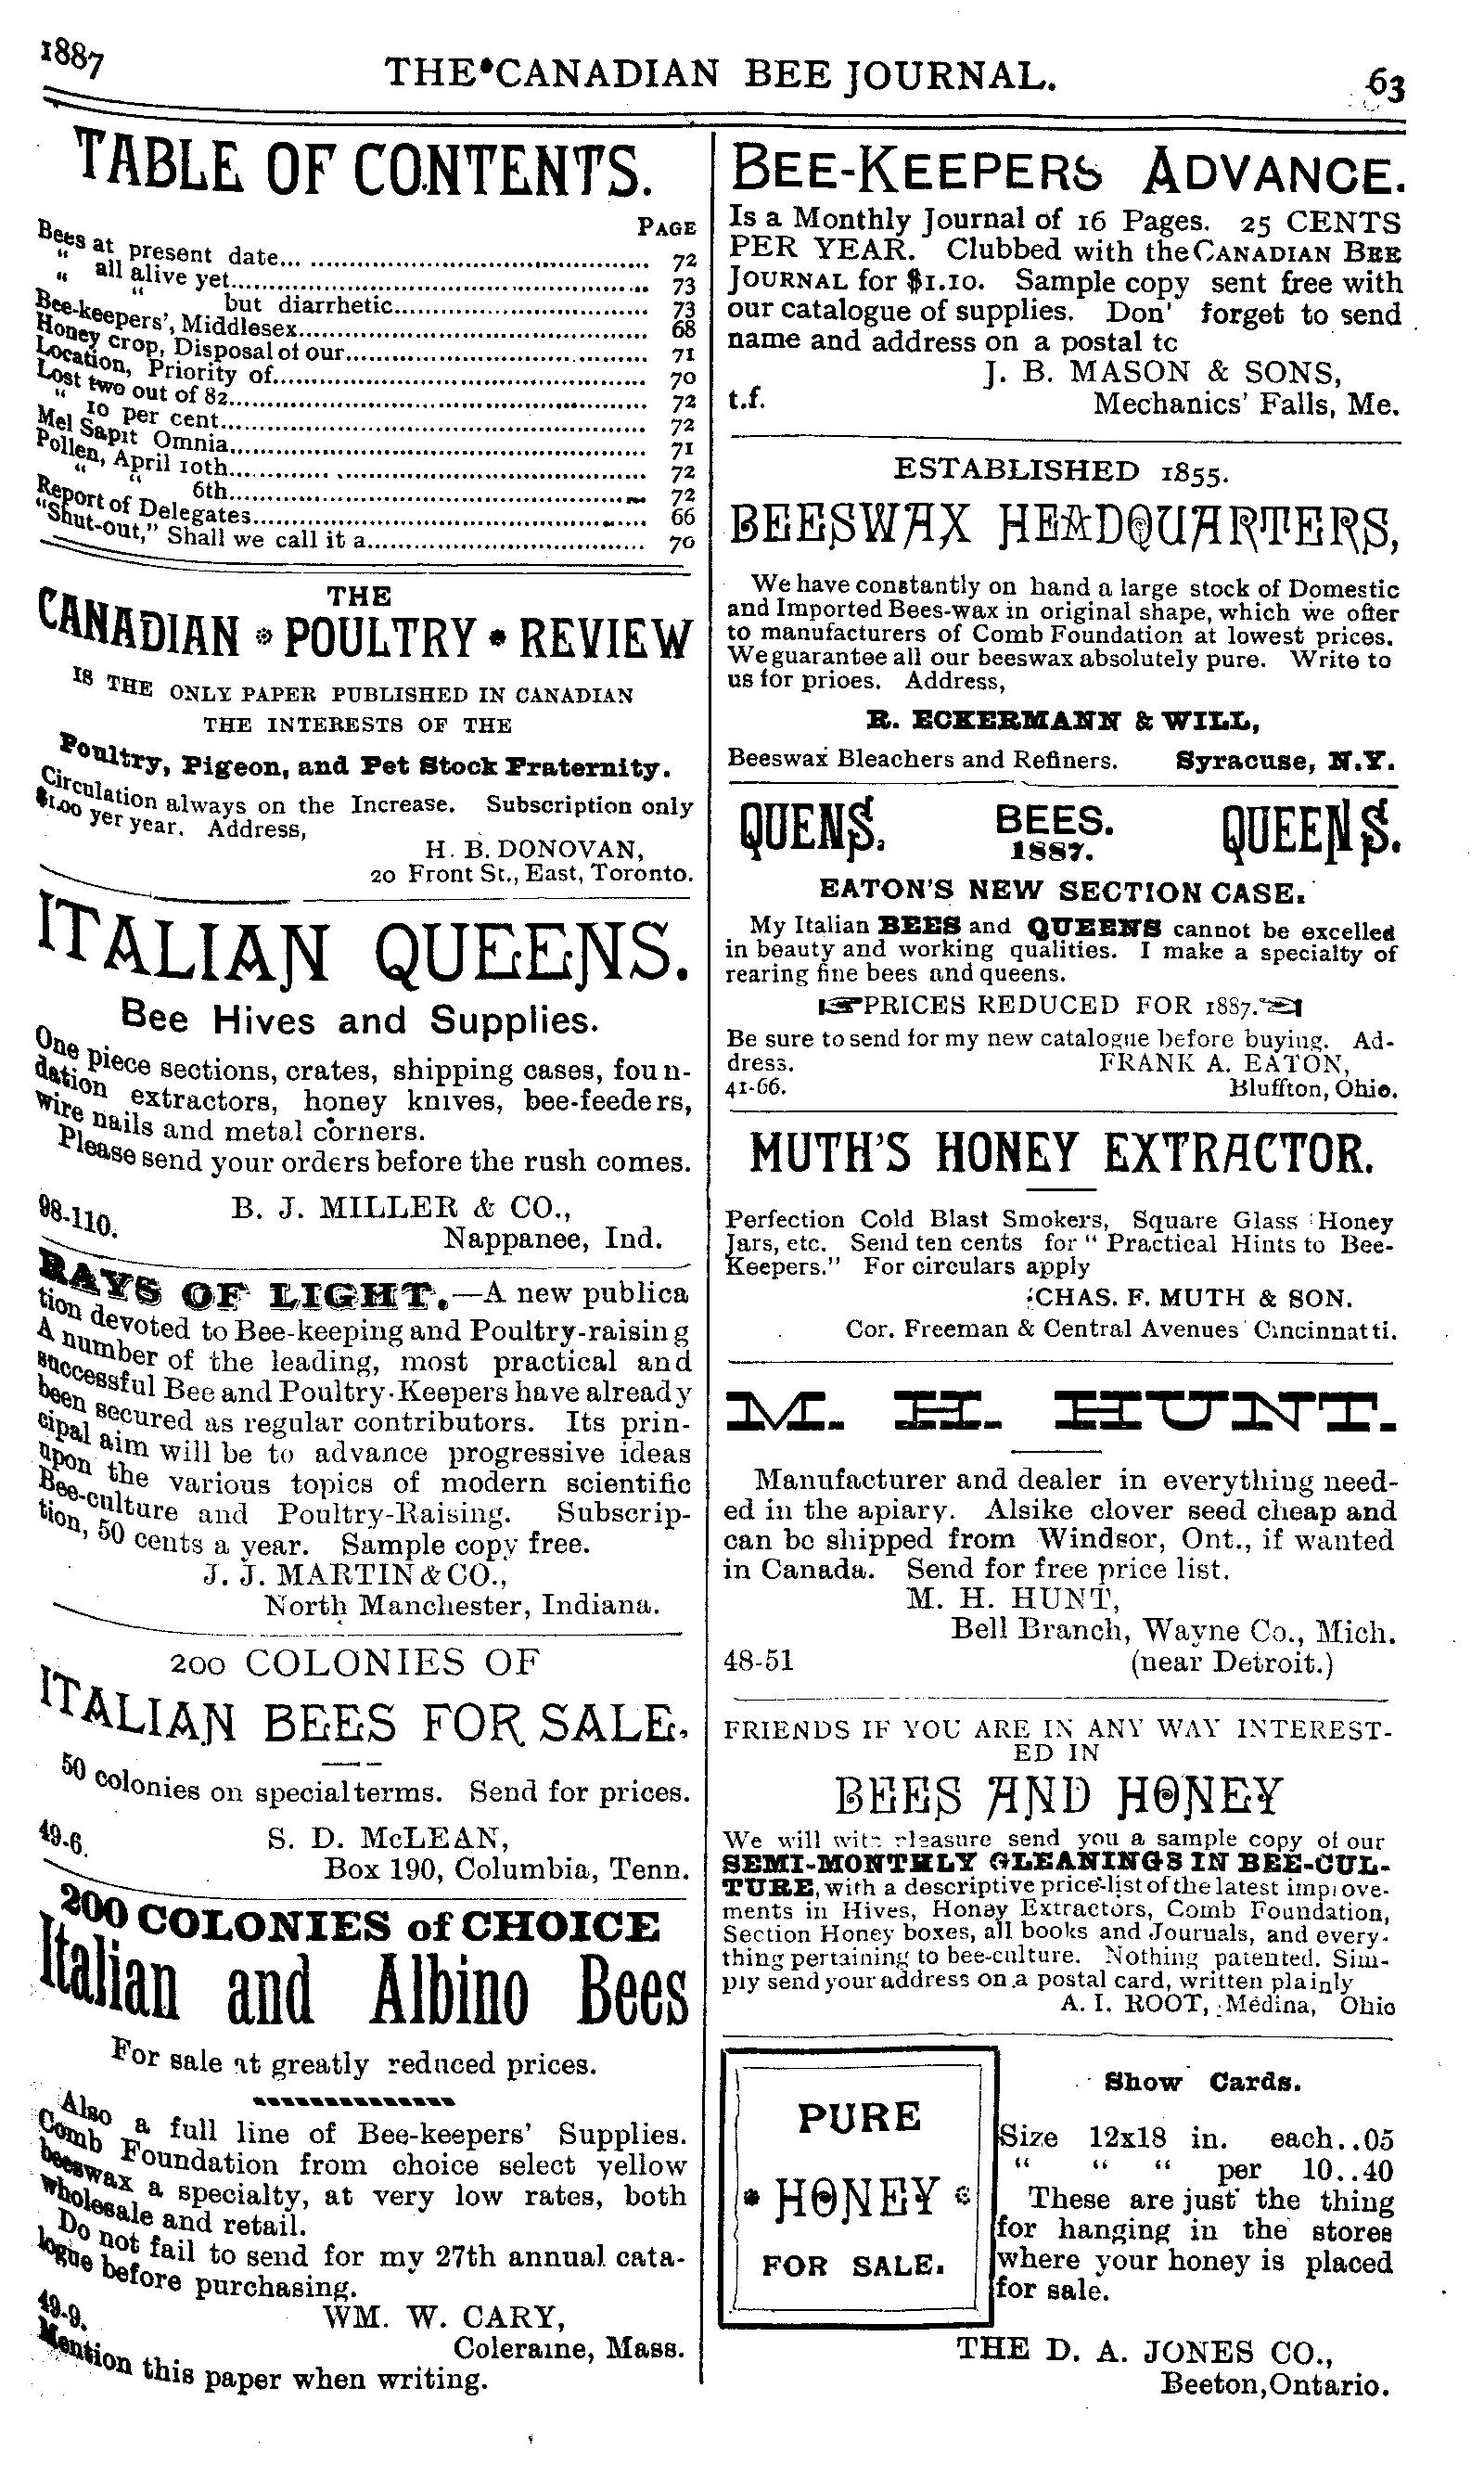 1887
THE CANADIAN BEE JOURNAL.
63
TABLE OF CONTENTS.
PAGE
Bees at present date... ........ 72
“ all alive yet........ 73
“ “ but diarrhetic........ 73
Bee-keepers', Middlesex........ 68
Honey crop, Disposal of our........ 71
Location, Priority of........ 70
Lost two out of 82........ 72
“ 10 per cent........ 72
Mel Sapit Omnia........ 71
Pollen, April 10th........ 72
“ “ 6th........ 72
Report of Delegates........ 66
“Shut-out,” Shall we call it a........ 70
THE
CANADIAN POULTRY REVIEW
IS THE ONLY PAPER PUBLISHED IN CANADIAN
THE INTERESTS OF THE
Poultry, Pigeon, and Pet Stock Fraternity.
Circulation always on the Increase. Subscription only
$1.00 yer year. Address,
H. B. DONOVAN,
20 Front St., East, Toronto.
ITALIAN QUEENS.
Bee Hives and Supplies.
One piece sections, crates, shipping cases, foun-
dation extractors, honey knives, bee-feeders,
wire nails and metal corners.
Please send your orders before the rush comes.
B. J. MILLER & CO.,
98-110.
Nappanee, Ind.
RAYS OF LIGHT,—A new publica
tion devoted to Bee-keeping and Poultry-raising
A number of the leading, most practical and
successful Bee and Poultry-Keepers have already
been secured as regular contributors. Its prin-
cipal aim will be to advance progressive ideas
upon the various topics of modern scientific
Bee-culture and Poultry-Raising. Subscrip-
tion, 50 cents a year. Sample copy free.
J. J. MARTIN & CO.,
North Manchester, Indiana.
200 COLONIES OF
ITALIAN BEES FOR SALE,
50 colonies on special terms. Send for prices.
49-6.
S. D. McLEAN,
Box 190, Columbia, Tenn.
200 COLONIES of CHOICE
Italian and Albino Bees
For sale at greatly reduced prices.
Also a full line of Bee-keepers' Supplies.
Comb Foundation from choice select yellow
beeswax a specialty, at very low rates, both
wholesale and retail.
Do not fail to send for my 27th annual cata-
logue before purchasing.
49-9.
WM. W. CARY,
Coleraine, Mass.
Mention this paper when writing.
BEE-KEEPERS ADVANCE.
Is a Monthly Journal of 16 Pages. 25 CENTS
PER YEAR. Clubbed with the CANADIAN BEE
JOURNAL for $1.10. Sample copy sent free with
our catalogue of supplies. Don' forget to send
name and address on a postal tc
J. B. MASON & SONS,
t.f.
Mechanics' Falls, Me.
ESTABLISHED 1855.
BEESWAX HEADQUARTERS,
We have constantly on hand a large stock of Domestic
and Imported Bees-wax in original shape, which we offer
to manufacturers of Comb Foundation at lowest prices.
We guarantee all our beeswax absolutely pure. Write to
us for prioes. Address,
R. ECKERMANN & WILL,
Beeswax Bleachers and Refiners. Syracuse, N.Y.
QUENS. BEES. QUEENS.
1887.
EATON'S NEW SECTION CASE.
My Italian BEES and QUEENS cannot be excelled
in beauty and working qualities. I make a specialty of
rearing fine bees and queens.
PRICES REDUCED FOR 1887.
Be sure to send for my new catalogue before buying. Ad-
dress.
FRANK A. EATON,
41-66.
Bluffton, Ohio.
MUTH'S HONEY EXTRACTOR.
Perfection Cold Blast Smokers, Square Glass Honey
Jars, etc. Send ten cents for “ Practical Hints to Bee-
Keepers.” For circulars apply
CHAS. F. MUTH & SON.
Cor. Freeman & Central Avenues Cincinnatti.
M. H. HUNT.
Manufacturer and dealer in everything need-
ed in the apiary. Alsike clover seed cheap and
can be shipped from Windsor, Ont., if wanted
in Canada. Send for free price list.
M. H. HUNT,
Bell Branch, Wayne Co., Mich.
48-51
(near Detroit.)
FRIENDS IF YOU ARE IN ANY WAY INTEREST-
ED IN
BEES AND HONEY
We will with pleasure send you a sample copy of our
SEMI-MONTHLY GLEANINGS IN BEE-CUL-
TURE, with a descriptive price-list of the latest improve-
ments in Hives, Honey Extractors, Comb Foundation,
Section Honey boxes, all books and Journals, and every-
thing pertaining to bee-culture. Nothing patented. Sim-
ply send your address on a postal card, written plainly
A. I. ROOT, Medina, Ohio
PURE
HONEY
FOR SALE.
Show Cards.
Size 12x18 in. each..05
“ “ “ per 10..40
These are just the thing
for hanging in the stores
where your honey is placed
for sale.
THE D. A. JONES CO.,
Beeton, Ontario.